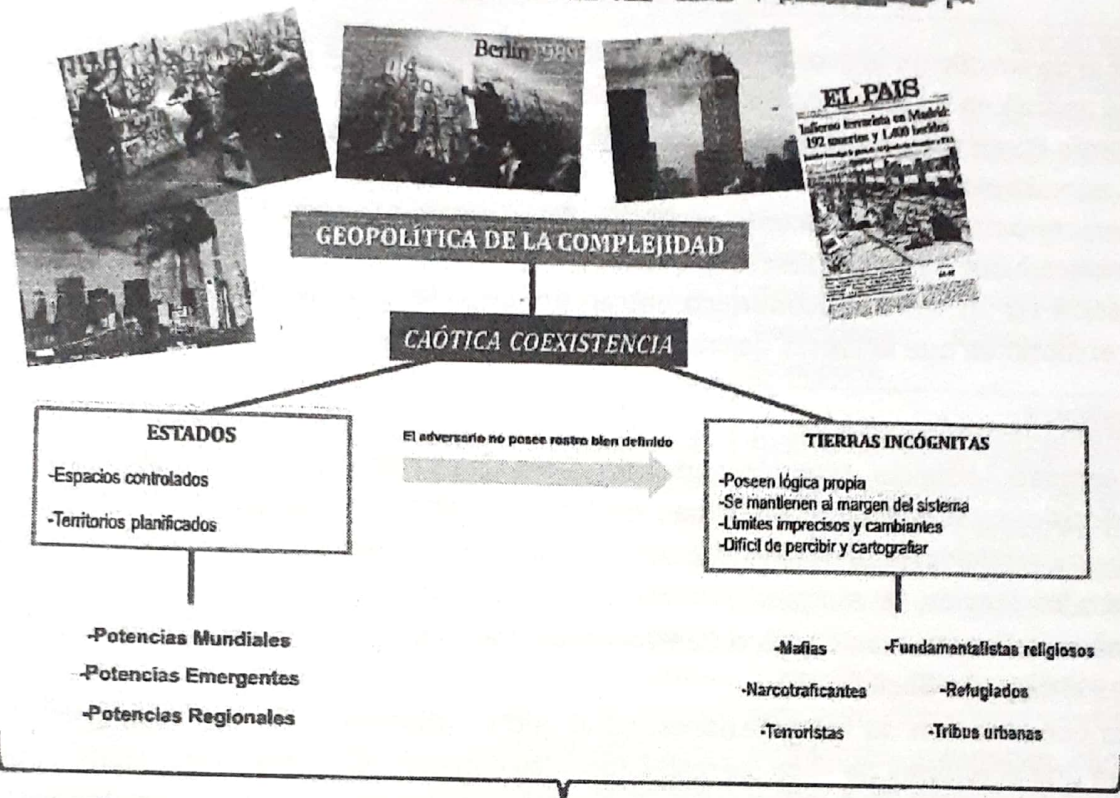 Berlín 1989
EL PAIS
Infierno terrorista en Madrid:
192 muertos y 1.400 heridos
GEOPOLÍTICA DE LA COMPLEJIDAD
CAÓTICA COEXISTENCIA
ESTADOS
-Espacios controlados
-Territorios planificados
El adversario no posee rostro bien definido
TIERRAS INCÓGNITAS
-Poseen lógica propia
-Se mantienen al margen del sistema
-Límites imprecisos y cambiantes
-Difícil de percibir y cartografiar
-Potencias Mundiales
-Potencias Emergentes
-Potencias Regionales
-Mafias
-Fundamentalistas religiosos
-Narcotraficantes
-Refugiados
-Terroristas
-Tribus urbanas